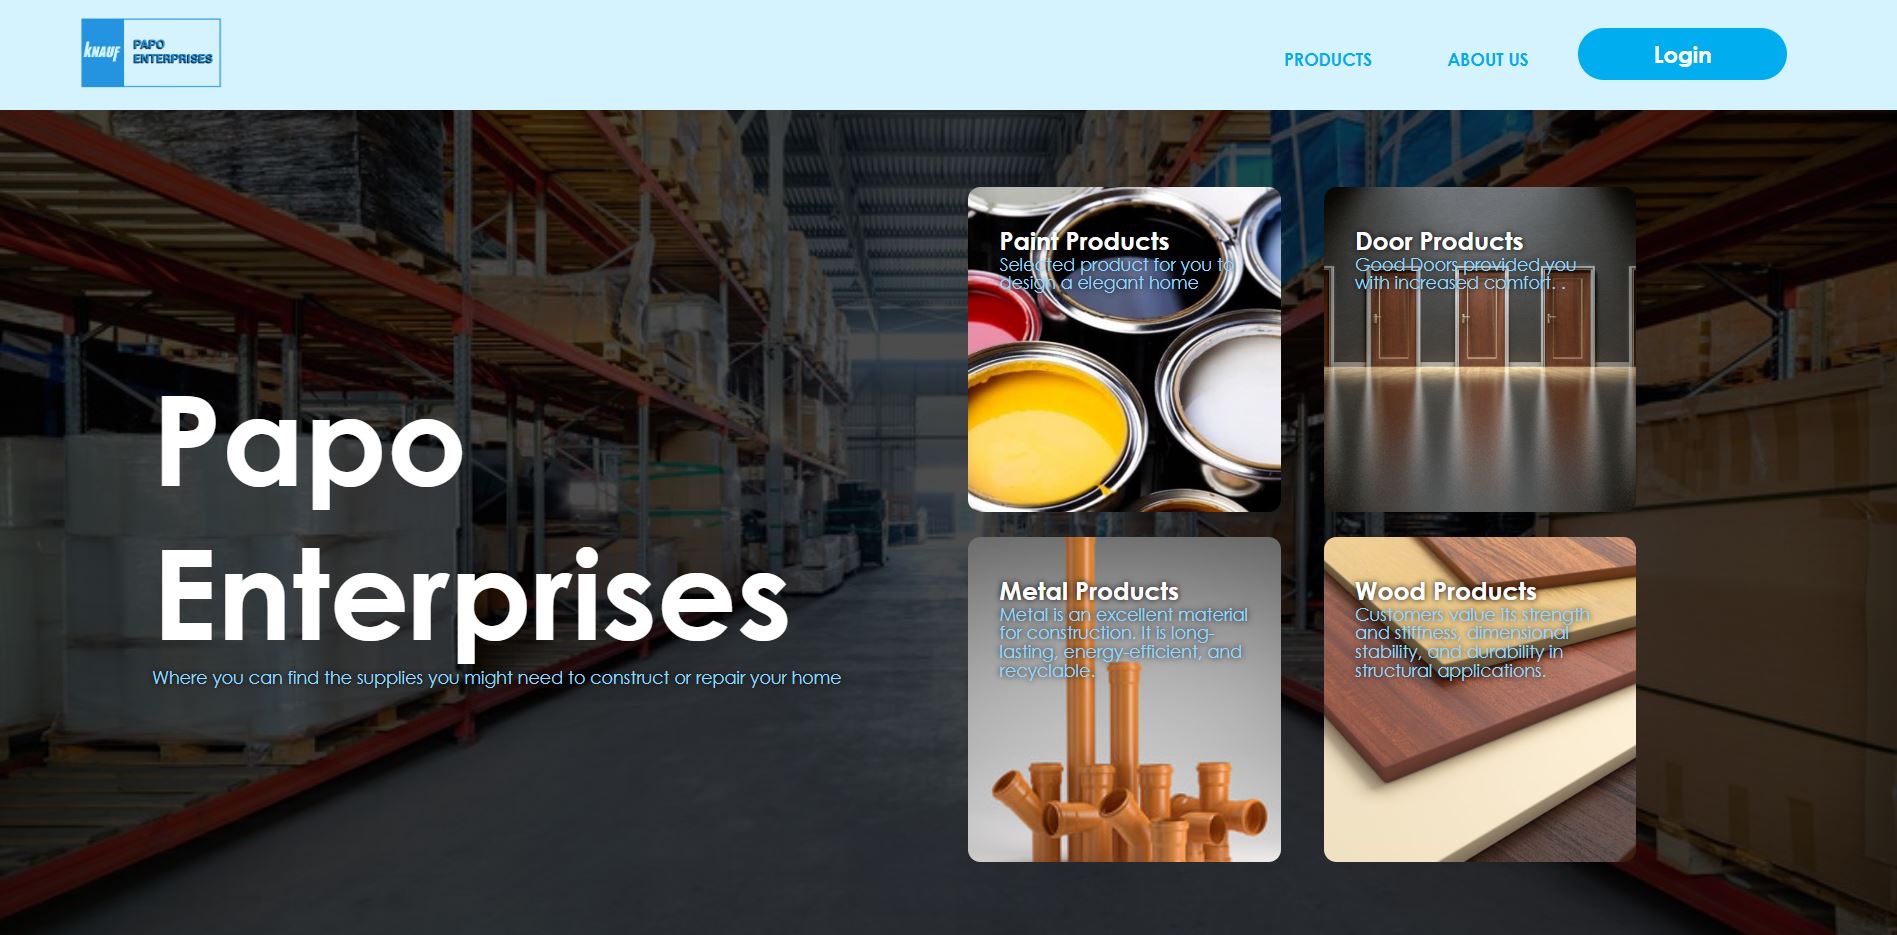 KNAUF
PAPO
ENTERPRISES
PRODUCTS
ABOUT US
Login
Papo
Enterprises
Where you can find the supplies you might need to construct or repair your home
Paint Products
Selected product for you to
design a elegant home
Door Products
Good Doors provided you
with increased comfort. .
Metal Products
Metal is an excellent material
for construction. It is long-
lasting, energy-efficient, and
recyclable.
Wood Products
Customers value its strength
and stiffness, dimensional
stability, and durability in
structural applications.